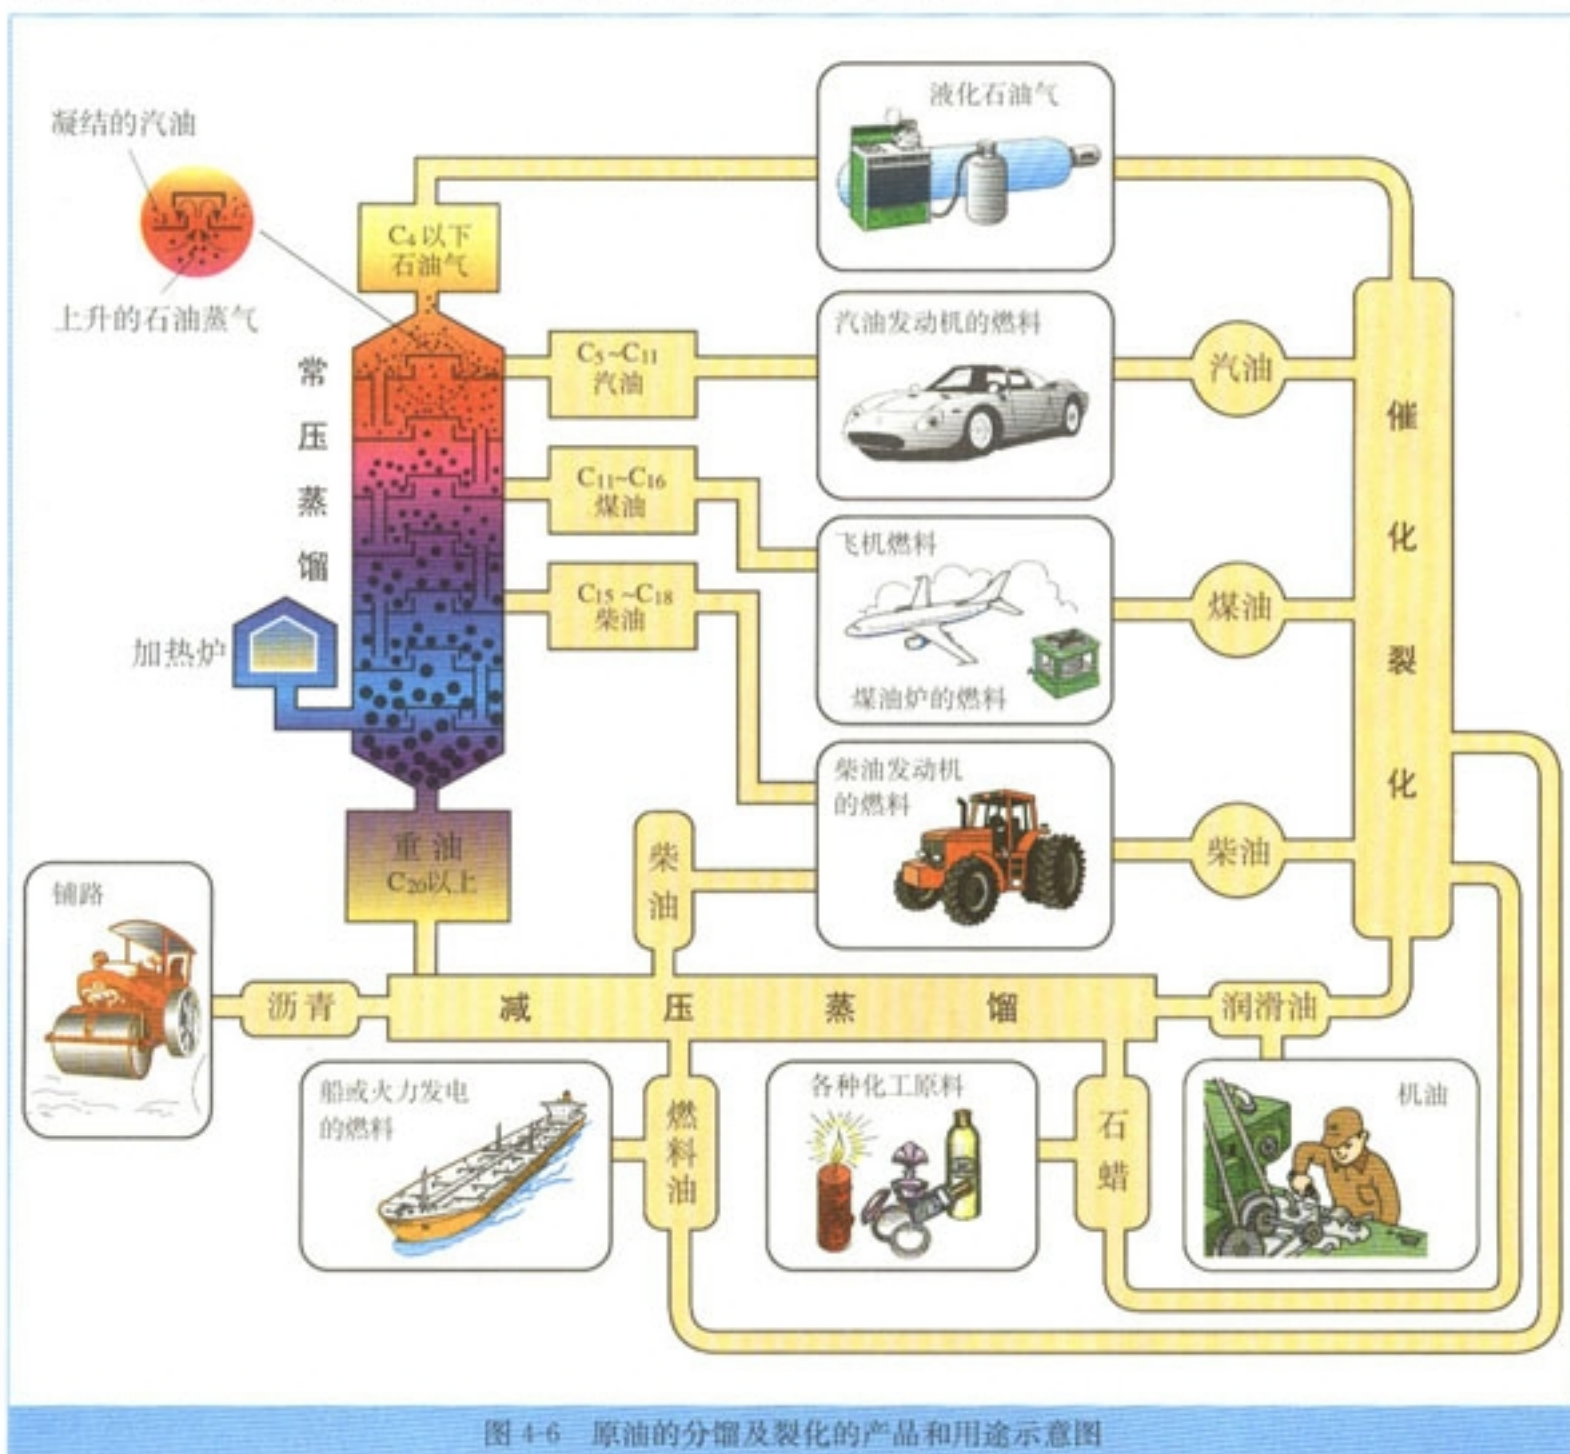 液化石油气
凝结的汽油
C₄以下
石油气
上升的石油蒸气
常压蒸馏
C₅~C₁₁
汽油
汽油发动机的燃料
汽油
催化裂化
C₁₁~C₁₆
煤油
飞机燃料
煤油炉的燃料
煤油
C₁₅~C₁₈
柴油
加热炉
柴油发动机
的燃料
柴油
重油
C₂₀以上
柴油
铺路
沥青
减压蒸馏
润滑油
船或火力发电
的燃料
燃料油
各种化工原料
石蜡
机油
图 4-6 原油的分馏及裂化的产品和用途示意图